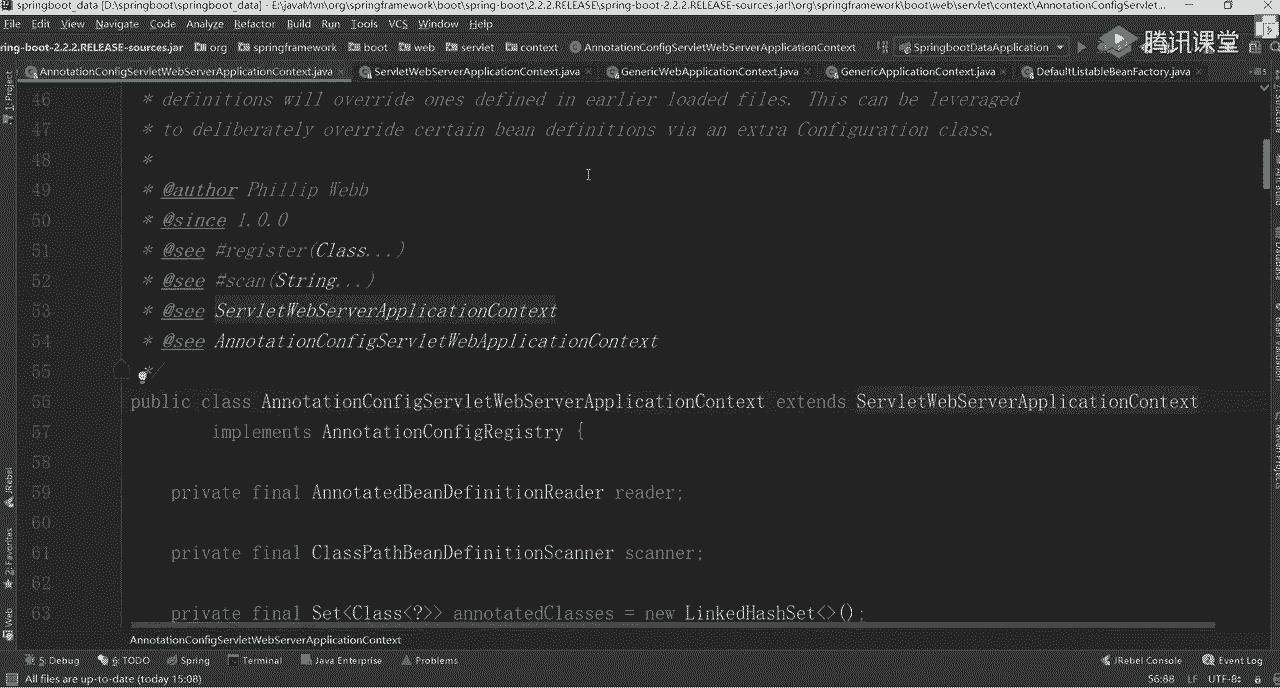 springboot_data [D:\springboot\springboot_data] - E:\javaMvn\org\springframework\boot\spring-boot\2.2.2.RELEASE\spring-boot-2.2.2.RELEASE-sources.jar!\org\springframework\boot\web\servlet\context\AnnotationConfigServlet...
File Edit View Navigate Code Analyze Refactor Build Run Tools VCS Window Help
ring-boot-2.2.2.RELEASE-sources.jar org springframework boot web servlet context AnnotationConfigServletWebServerApplicationContext SpringbootDataApplication 腾讯课堂
AnnotationConfigServletWebServerApplicationContext.java ServletWebServerApplicationContext.java GenericWebApplicationContext.java GenericApplicationContext.java DefaultListableBeanFactory.java
1: Project
46 * definitions will override ones defined in earlier loaded files. This can be leveraged
47 * to deliberately override certain bean definitions via an extra Configuration class.
48 *
49 * @author Phillip Webb
50 * @since 1.0.0
51 * @see #register(Class...)
52 * @see #scan(String...)
53 * @see ServletWebServerApplicationContext
54 * @see AnnotationConfigServletWebApplicationContext
55 */
56 public class AnnotationConfigServletWebServerApplicationContext extends ServletWebServerApplicationContext
57 implements AnnotationConfigRegistry {
58
59 private final AnnotatedBeanDefinitionReader reader;
60
61 private final ClassPathBeanDefinitionScanner scanner;
62
63 private final Set<Class<?>> annotatedClasses = new LinkedHashSet<>();
JRebel
2: Favorites
Web
AnnotationConfigServletWebServerApplicationContext
5: Debug 6: TODO Spring Terminal Java Enterprise Problems JRebel Console Event Log
All files are up-to-date (today 15:08) 56:88 LF UTF-8